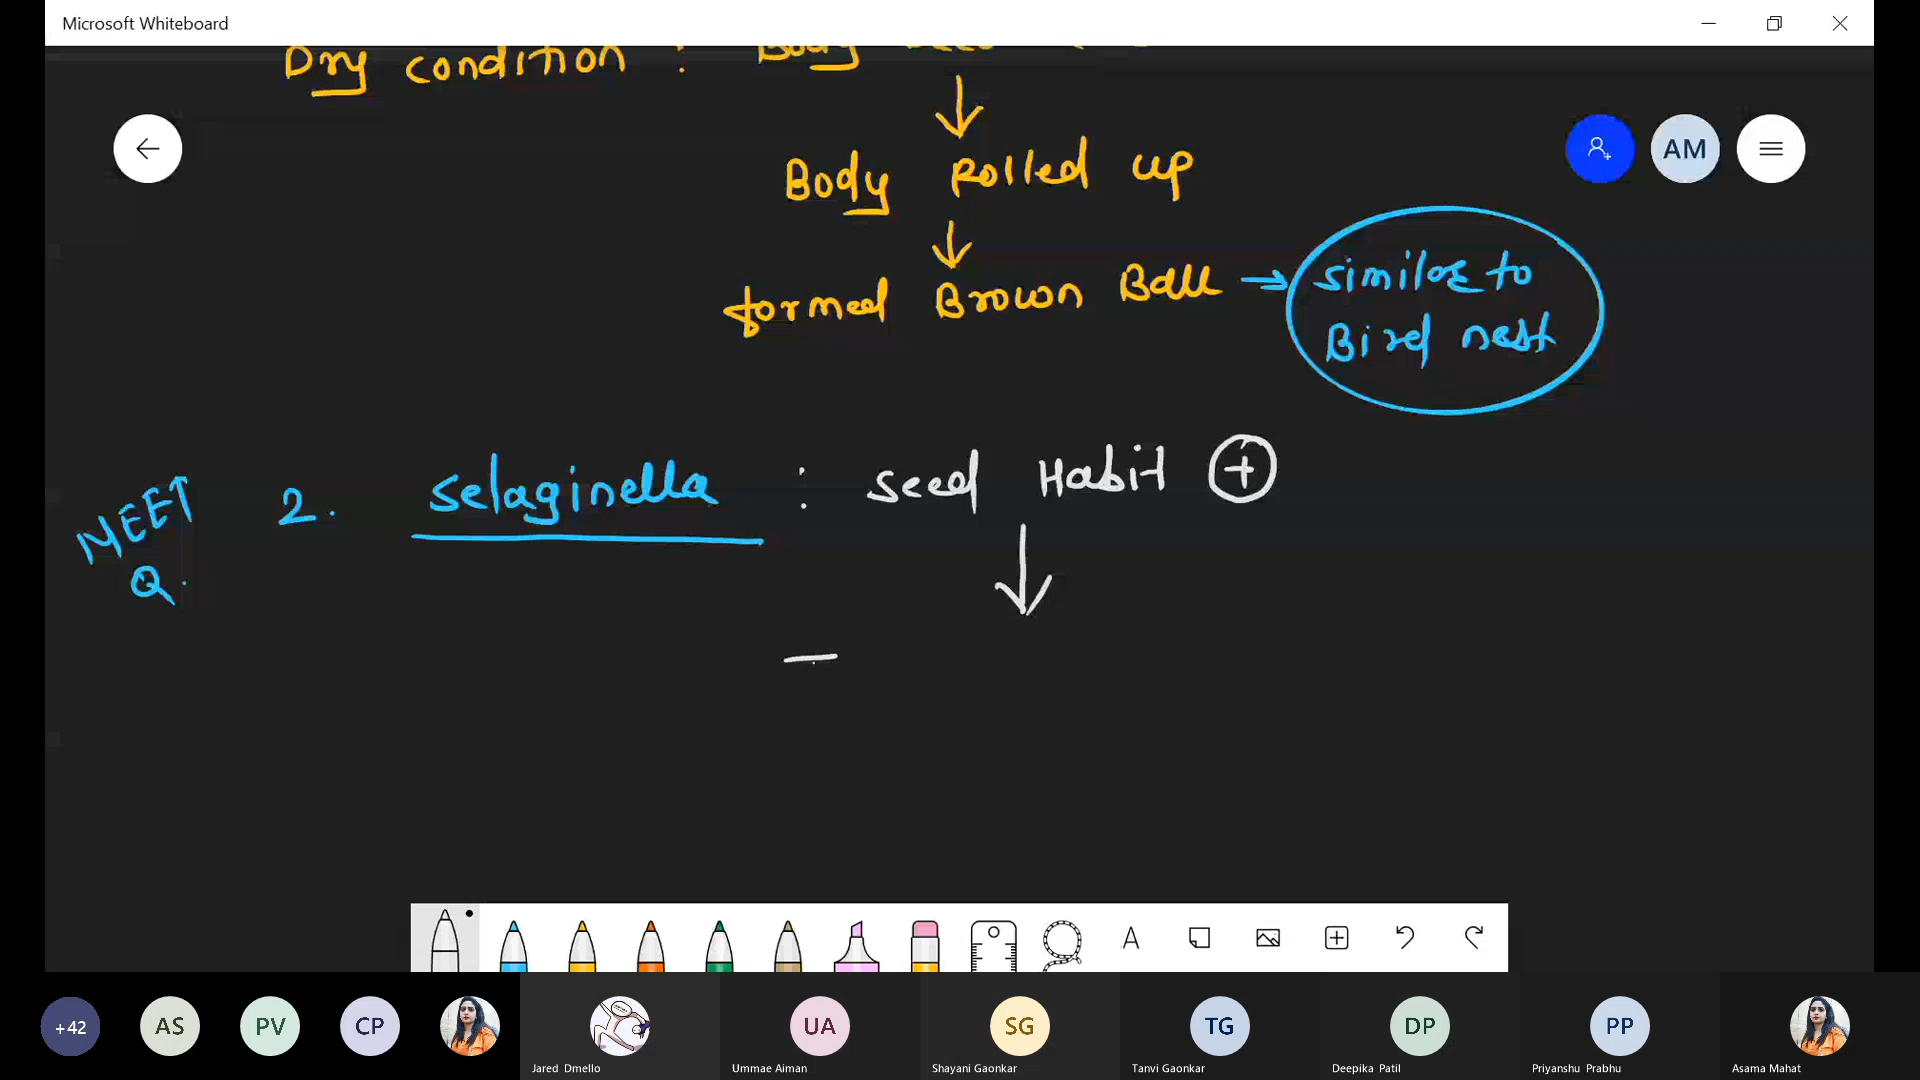 Microsoft Whiteboard
Dry condition : Body
Body Rolled up
formed Brown Ball → similar to
Bird nest
AM
NEET
Q.
2. Selaginella : seed Habit +
+42
AS
PV
CP
Jared Dmello
UA
Ummae Aiman
SG
Shayani Gaonkar
TG
Tanvi Gaonkar
DP
Deepika Patil
PP
Priyanshu Prabhu
Asama Mahat